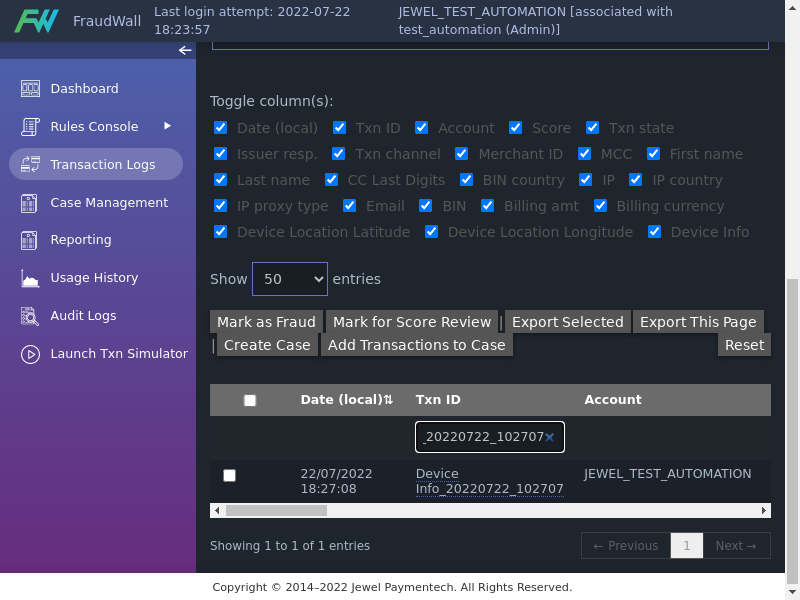 FW FraudWall
Last login attempt: 2022-07-22
18:23:57
JEWEL_TEST_AUTOMATION [associated with
test_automation (Admin)]
←
Dashboard
Rules Console
Transaction Logs
Case Management
Reporting
Usage History
Audit Logs
Launch Txn Simulator
Toggle column(s):
Date (local) Txn ID Account Score Txn state
Issuer resp. Txn channel Merchant ID MCC First name
Last name CC Last Digits BIN country IP IP country
IP proxy type Email BIN Billing amt Billing currency
Device Location Latitude Device Location Longitude Device Info
Show 50 entries
Mark as Fraud Mark for Score Review | Export Selected Export This Page
| Create Case Add Transactions to Case Reset
Date (local)⇅ Txn ID Account
_20220722_102707 ×
22/07/2022 Device JEWEL_TEST_AUTOMATION
18:27:08 Info_20220722_102707
Showing 1 to 1 of 1 entries
← Previous 1 Next →
Copyright © 2014–2022 Jewel Paymentech. All Rights Reserved.